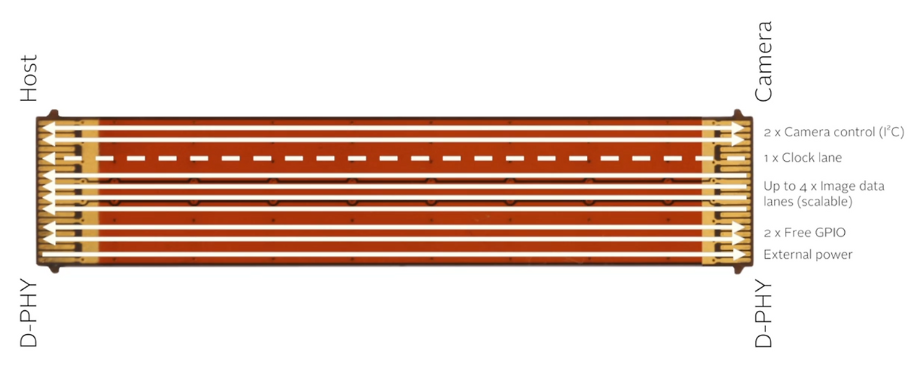 Host
Camera
2 x Camera control (I²C)
1 x Clock lane
Up to 4 x Image data
lanes (scalable)
2 x Free GPIO
External power
D-PHY
D-PHY